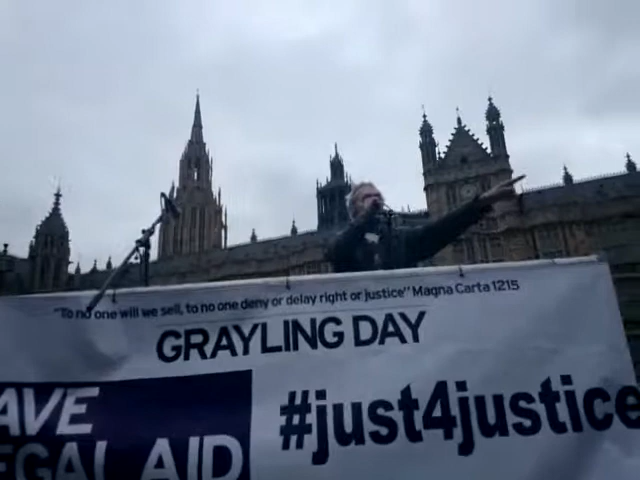 "To no one will we sell, to no one deny or delay right or justice" Magna Carta 1215
GRAYLING DAY
AVE
EGAL AID
#just4justice